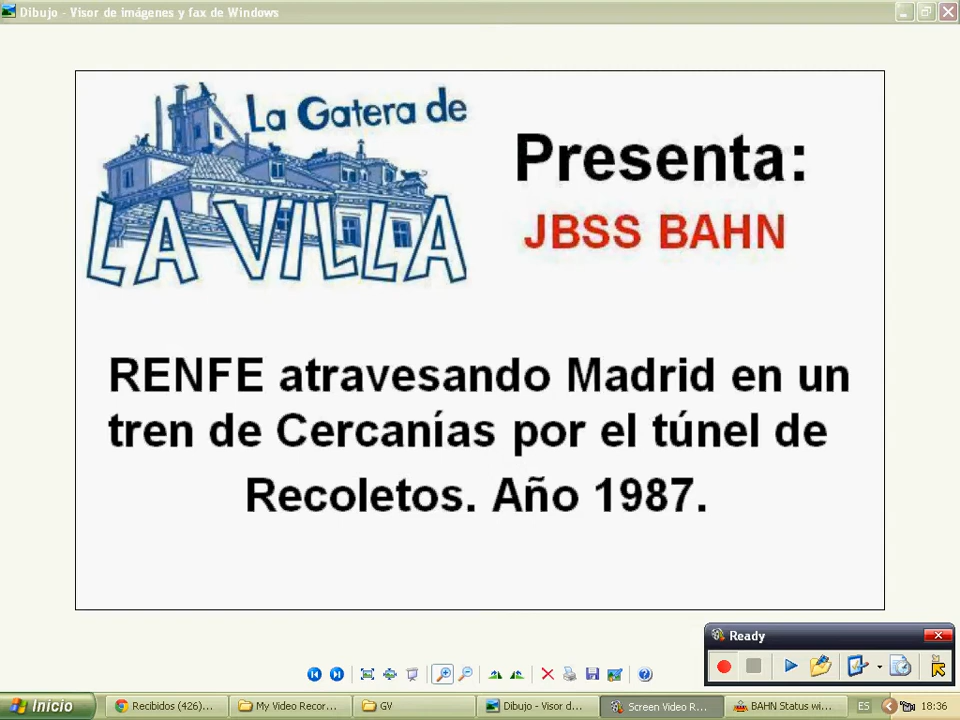 Dibujo - Visor de imágenes y fax de Windows
La Gatera de
LA VILLA
Presenta:
JBSS BAHN
RENFE atravesando Madrid en un
tren de Cercanías por el túnel de
Recoletos. Año 1987.
Ready
Inicio
Recibidos (426)...
My Video Recor...
GV
Dibujo - Visor d...
Screen Video R...
BAHN Status wi...
ES
18:36